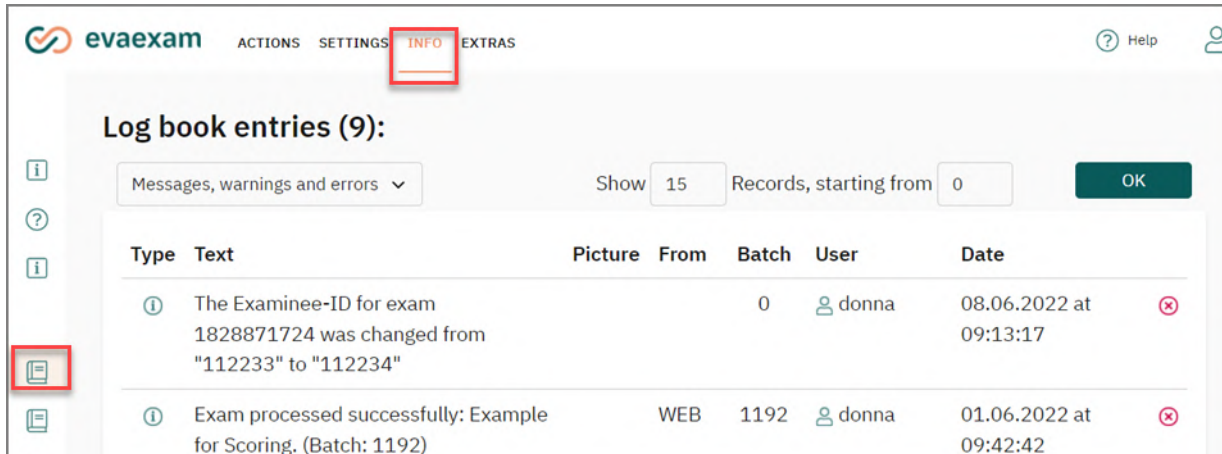 evaexam ACTIONS SETTINGS INFO EXTRAS Help
Log book entries (9):
Messages, warnings and errors Show 15 Records, starting from 0 OK
Type Text Picture From Batch User Date
The Examinee-ID for exam 0 donna 08.06.2022 at
1828871724 was changed from 09:13:17
"112233" to "112234"
Exam processed successfully: Example WEB 1192 donna 01.06.2022 at
for Scoring. (Batch: 1192) 09:42:42